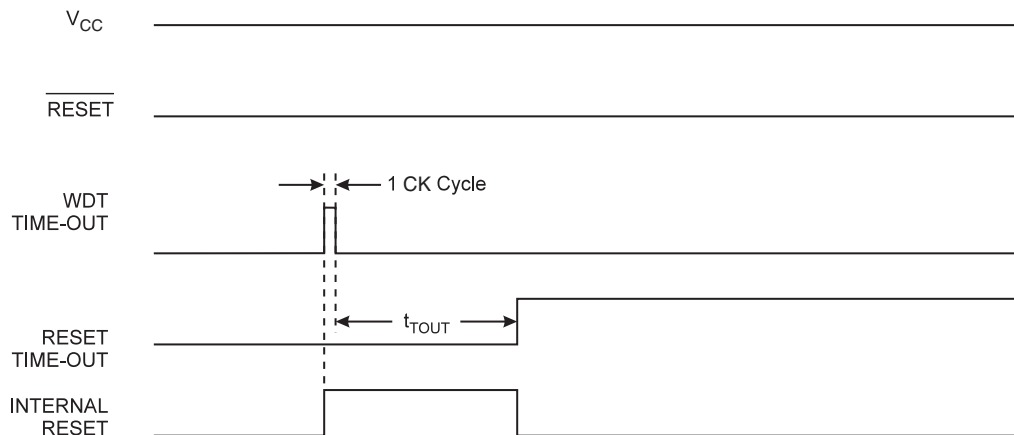 VCC
RESET
1 CK Cycle
WDT
TIME-OUT
tTOUT
RESET
TIME-OUT
INTERNAL
RESET